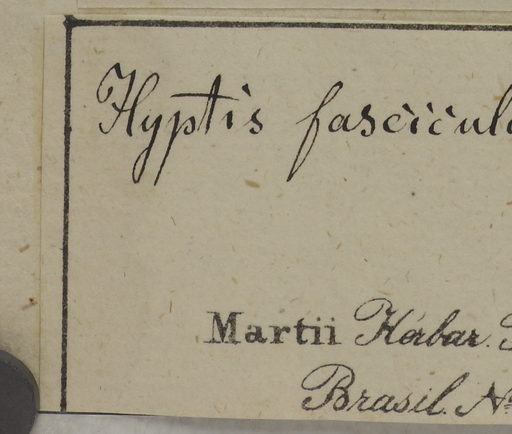 Hyptis fascicula
Martii Herbar.
Brasil. N